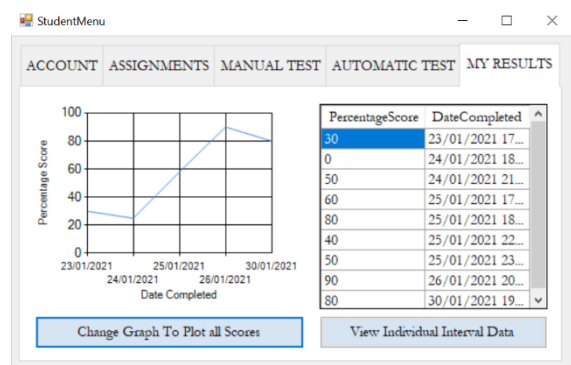 StudentMenu
ACCOUNT ASSIGNMENTS MANUAL TEST AUTOMATIC TEST MY RESULTS
Percentage Score
100
80
60
40
20
0
23/01/2021 25/01/2021 30/01/2021
24/01/2021 26/01/2021
Date Completed
PercentageScore DateCompleted
30 23/01/2021 17...
0 24/01/2021 18...
50 24/01/2021 21...
60 25/01/2021 17...
80 25/01/2021 18...
40 25/01/2021 22...
50 25/01/2021 23...
90 26/01/2021 20...
80 30/01/2021 19...
Change Graph To Plot all Scores
View Individual Interval Data